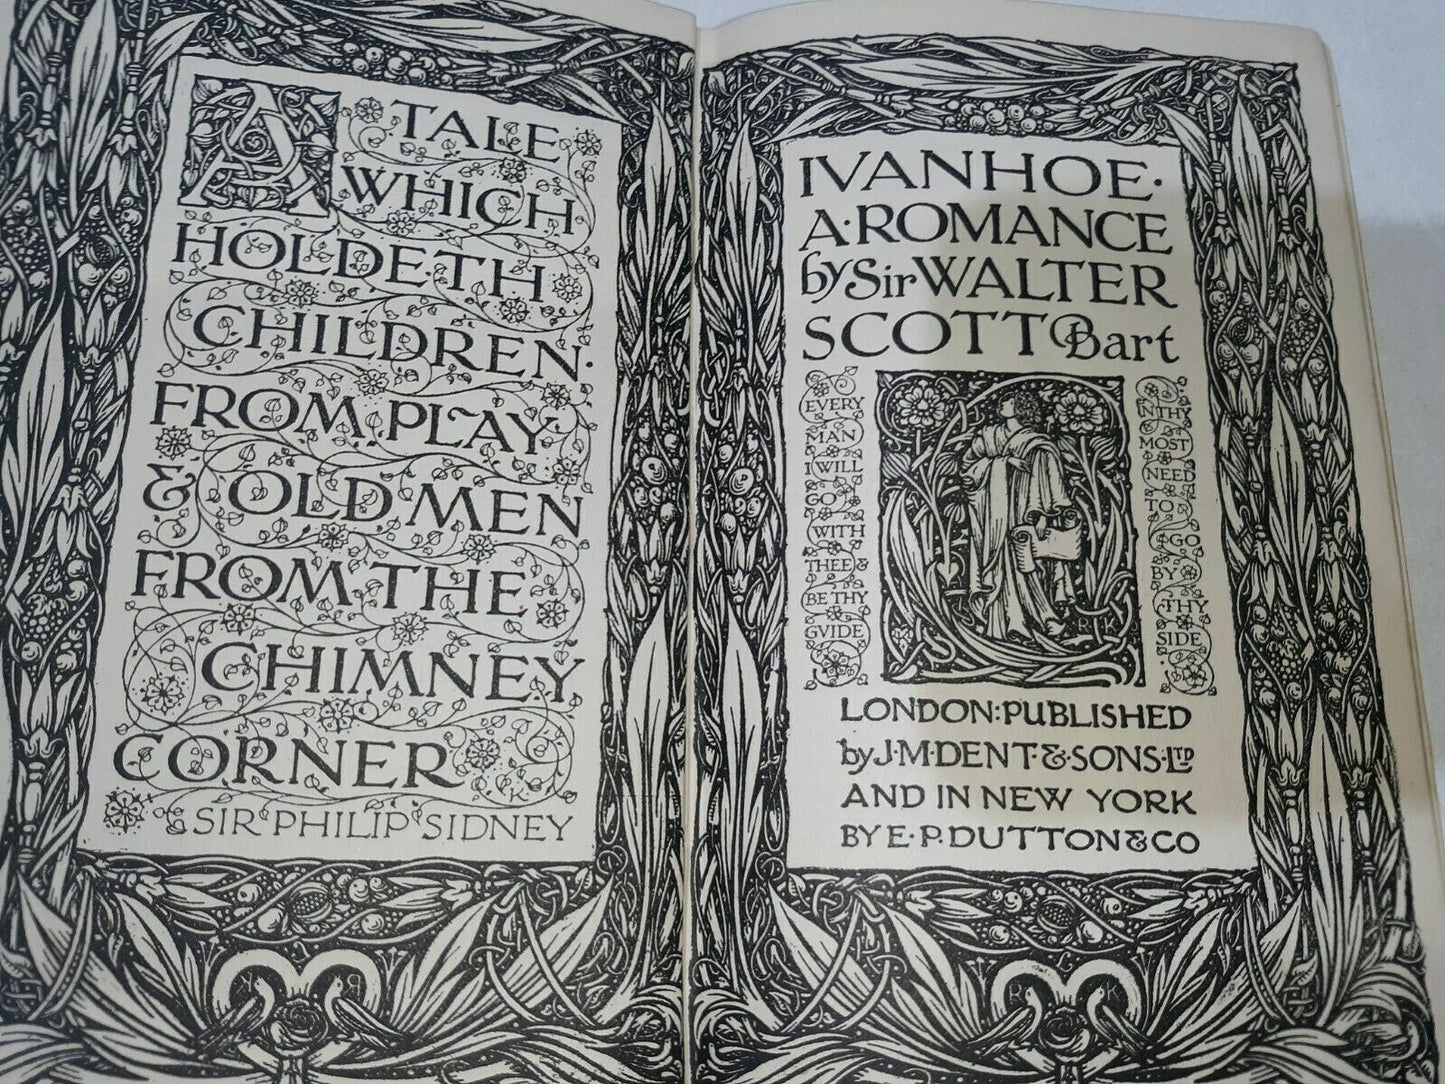 A TALE
WHICH
HOLDETH
CHILDREN
FROM PLAY
& OLD MEN
FROM THE
CHIMNEY
CORNER
RK
SIR PHILIP SIDNEY
IVANHOE·
A·ROMANCE
by Sir WALTER
SCOTT Bart
EVERY
MAN
I WILL
GO
WITH
THEE &
BE THY
GVIDE
IN THY
MOST
NEED
TO
GO
BY
THY
SIDE
RK
LONDON:PUBLISHED
by J·M·DENT·&·SONS·LTD
AND IN NEW YORK
BY E·P·DUTTON & CO
R K